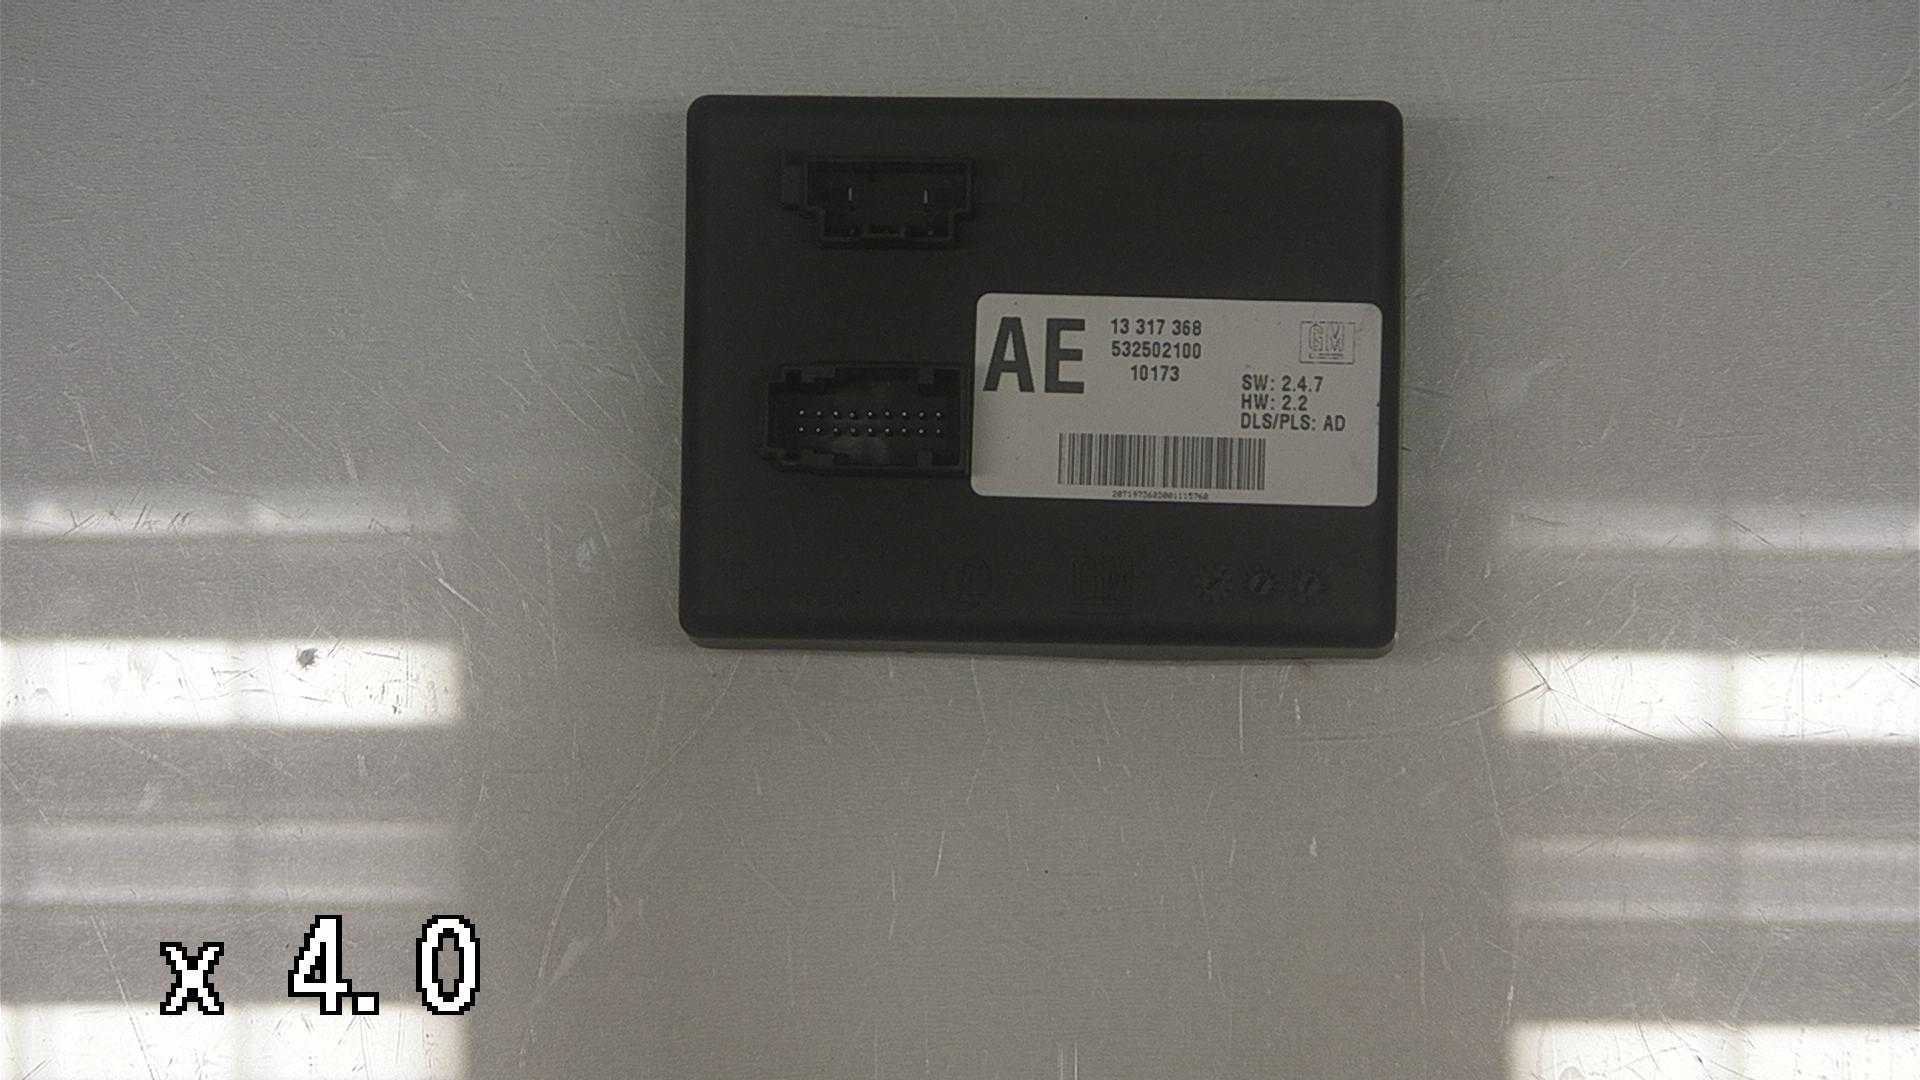 AE
13 317 368
532502100
10173
GM
SW: 2.4.7
HW: 2.2
DLS/PLS: AD
GM
x 4.0